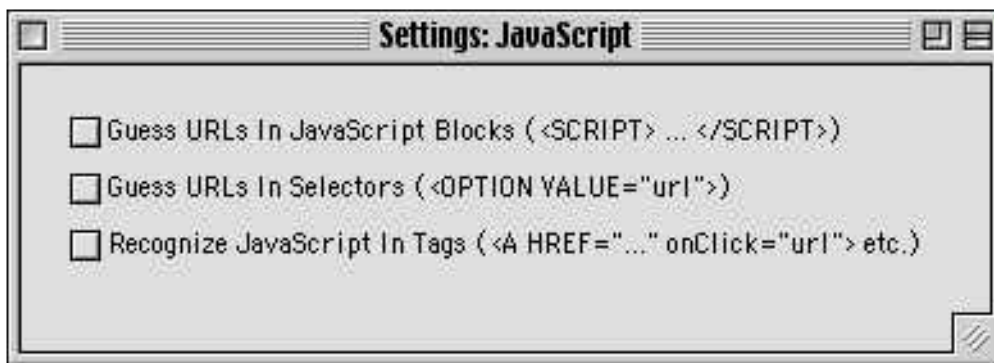 Settings: JavaScript
Guess URLs In JavaScript Blocks (<SCRIPT> ... </SCRIPT>)
Guess URLs In Selectors (<OPTION VALUE="url">)
Recognize JavaScript In Tags (<A HREF="..." onClick="url"> etc.)